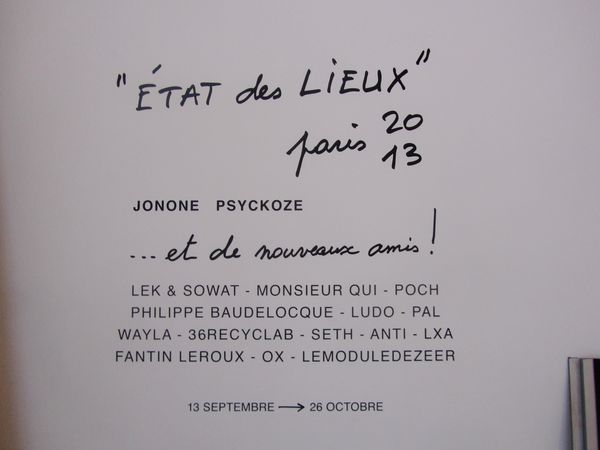 "ÉTAT des LIEUX"
paris 20
13
JONONE PSYCKOZE
...et de nouveaux amis!
LEK & SOWAT - MONSIEUR QUI - POCH
PHILIPPE BAUDELOCQUE - LUDO - PAL
WAYLA - 36RECYCLAB - SETH - ANTI - LXA
FANTIN LEROUX - OX - LEMODULEDEZEER
13 SEPTEMBRE → 26 OCTOBRE